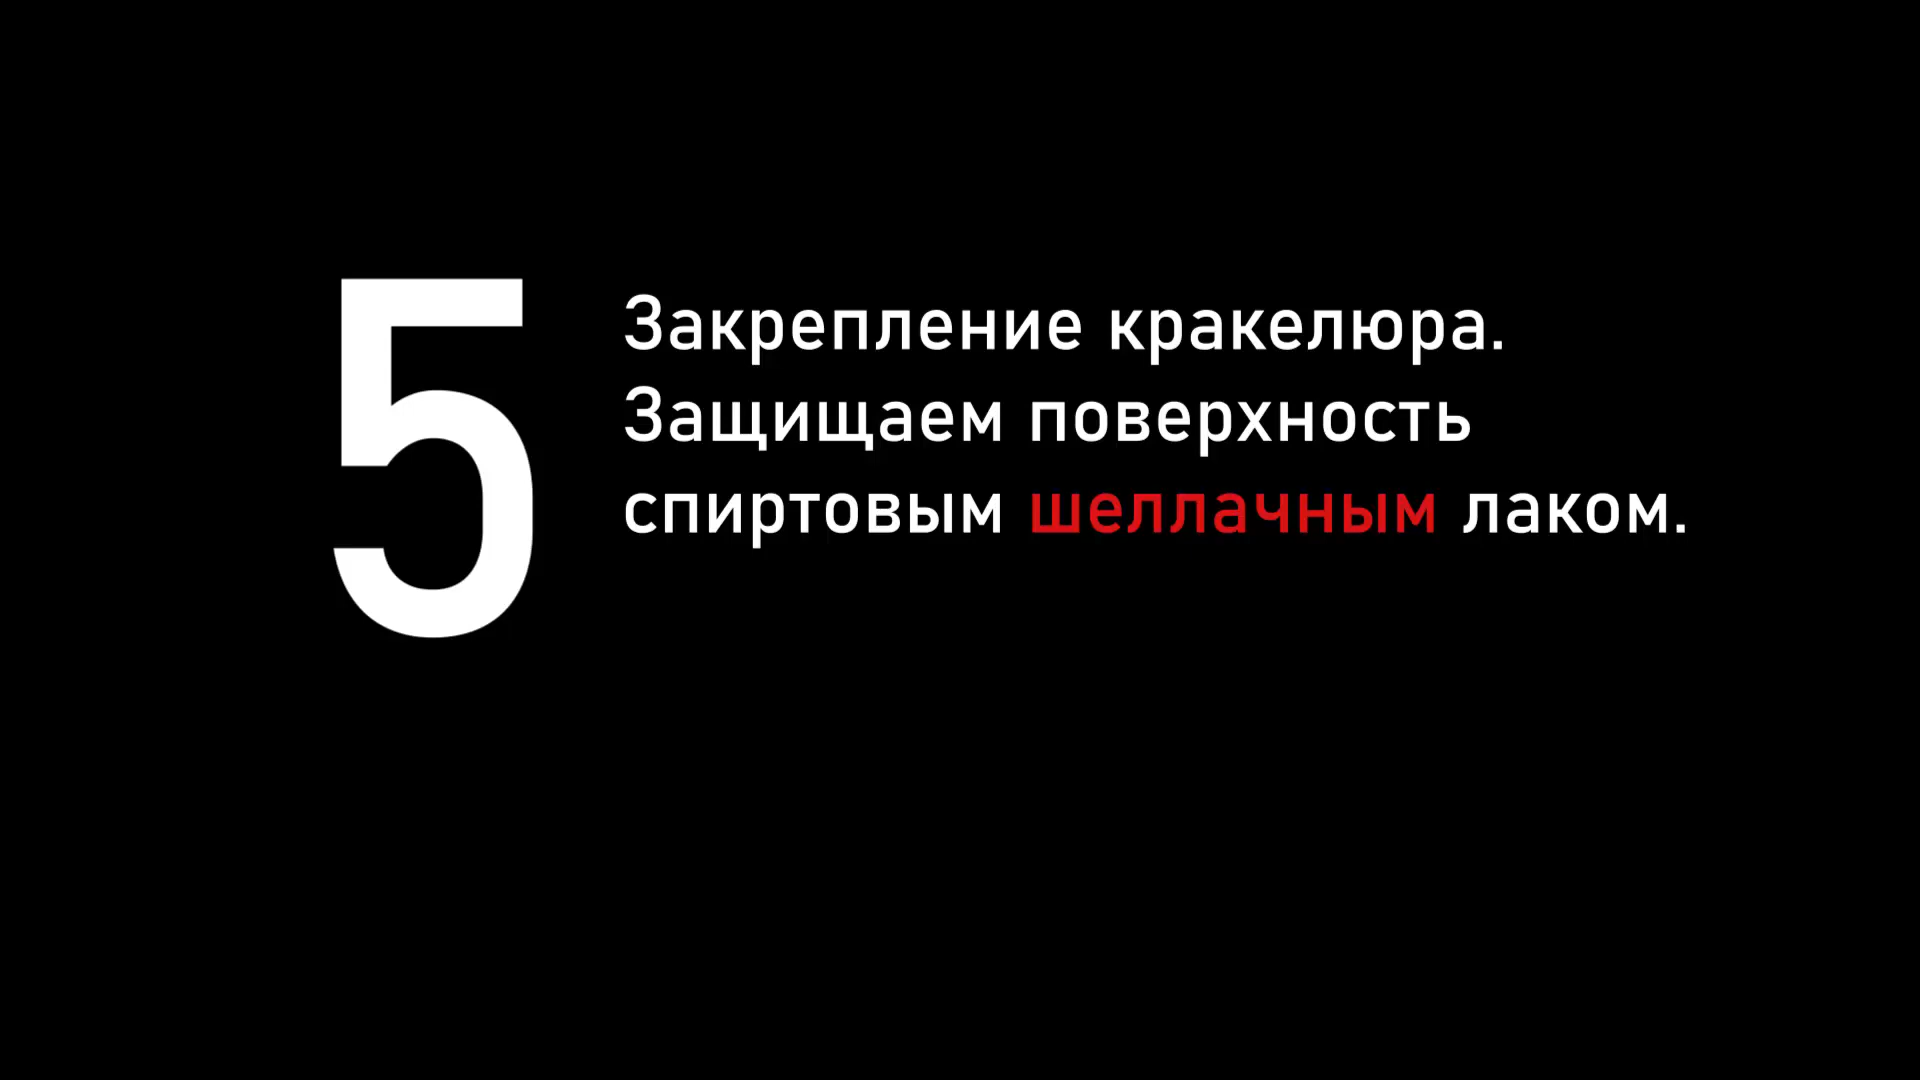 5
Закрепление кракелюра.
Защищаем поверхность
спиртовым шеллачным лаком.